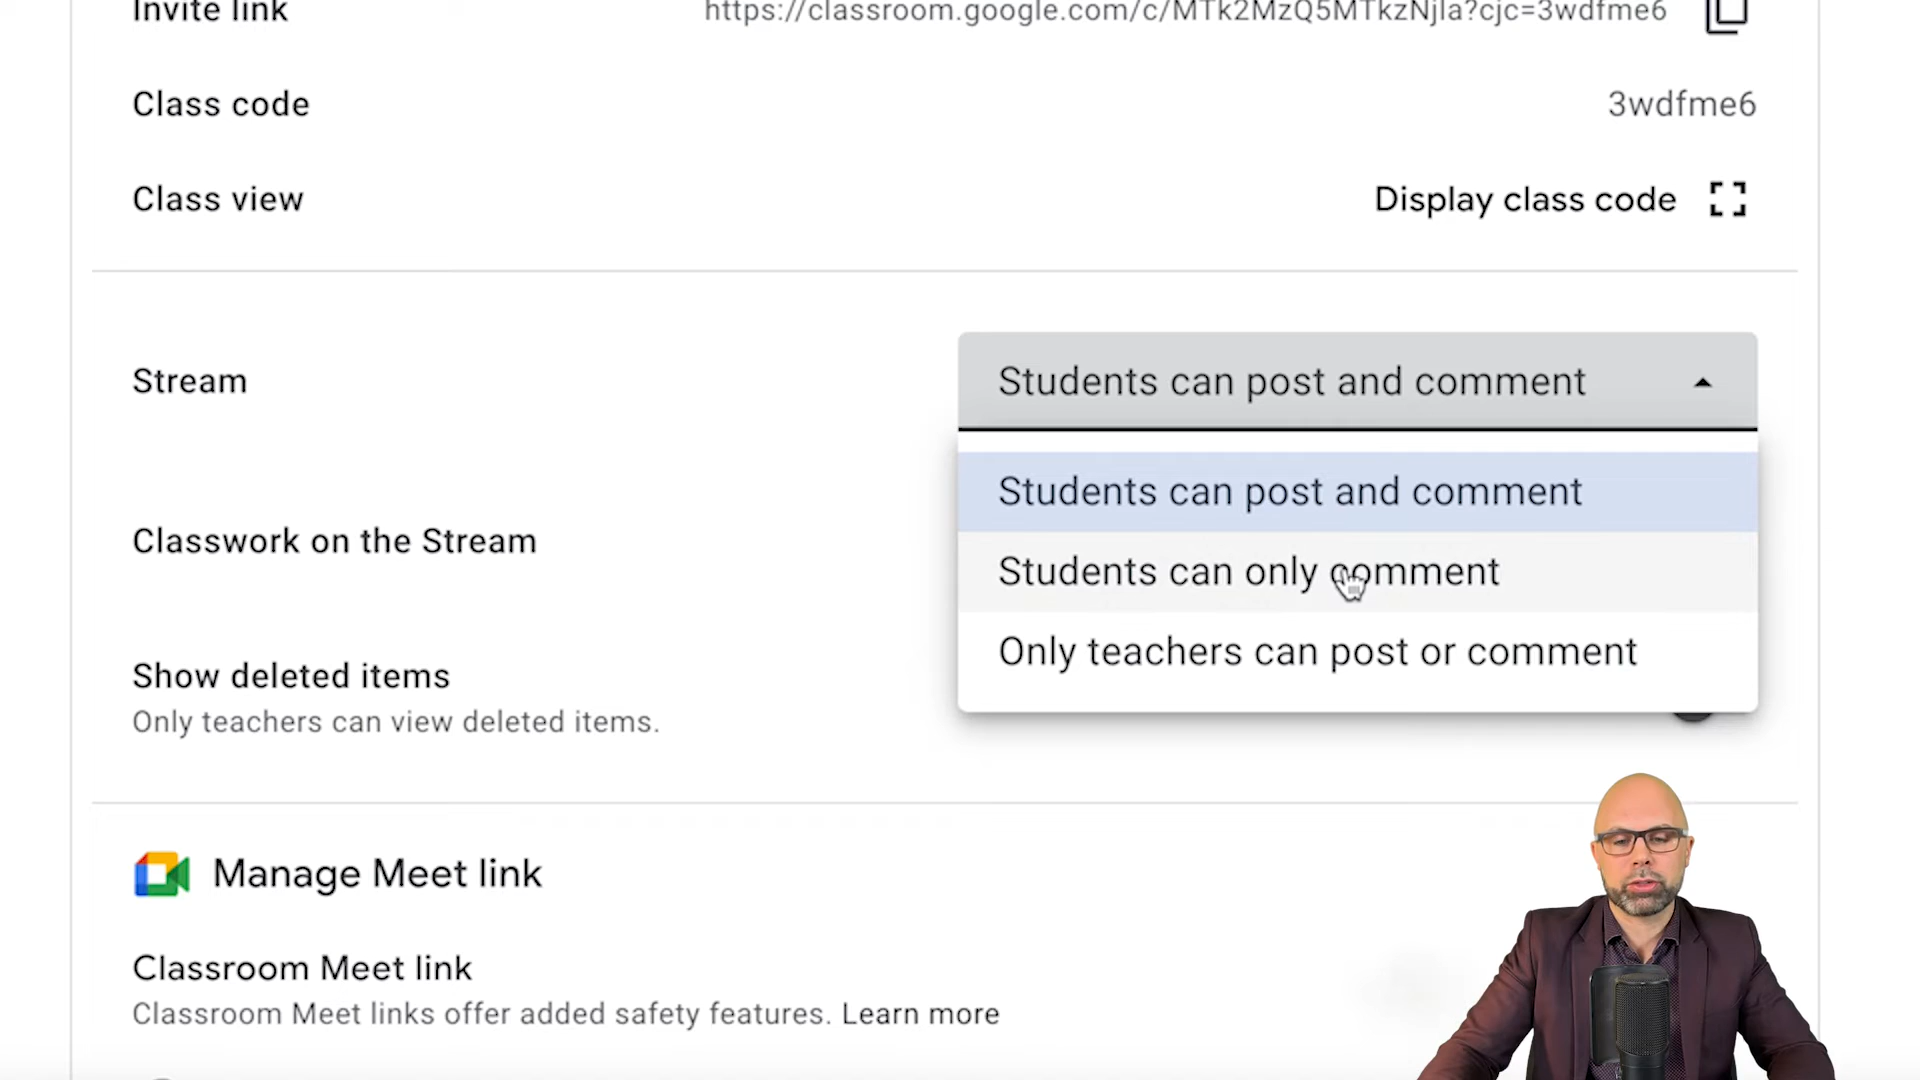 Invite link
https://classroom.google.com/c/MTk2MzQ5MTkzNjIa?cjc=3wdfme6
Class code
3wdfme6
Class view
Display class code
Stream
Students can post and comment
Students can post and comment
Students can only comment
Only teachers can post or comment
Classwork on the Stream
Show deleted items
Only teachers can view deleted items.
Manage Meet link
Classroom Meet link
Classroom Meet links offer added safety features. Learn more